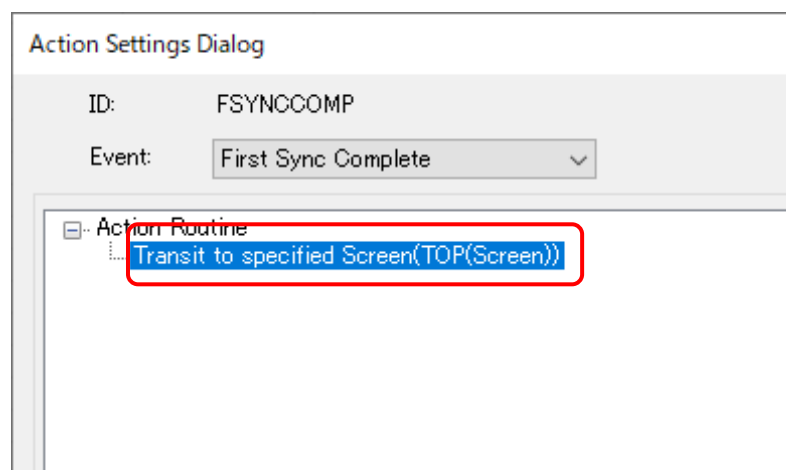 Action Settings Dialog
ID: FSYNCCOMP
Event: First Sync Complete
Action Routine
Transit to specified Screen(TOP(Screen))